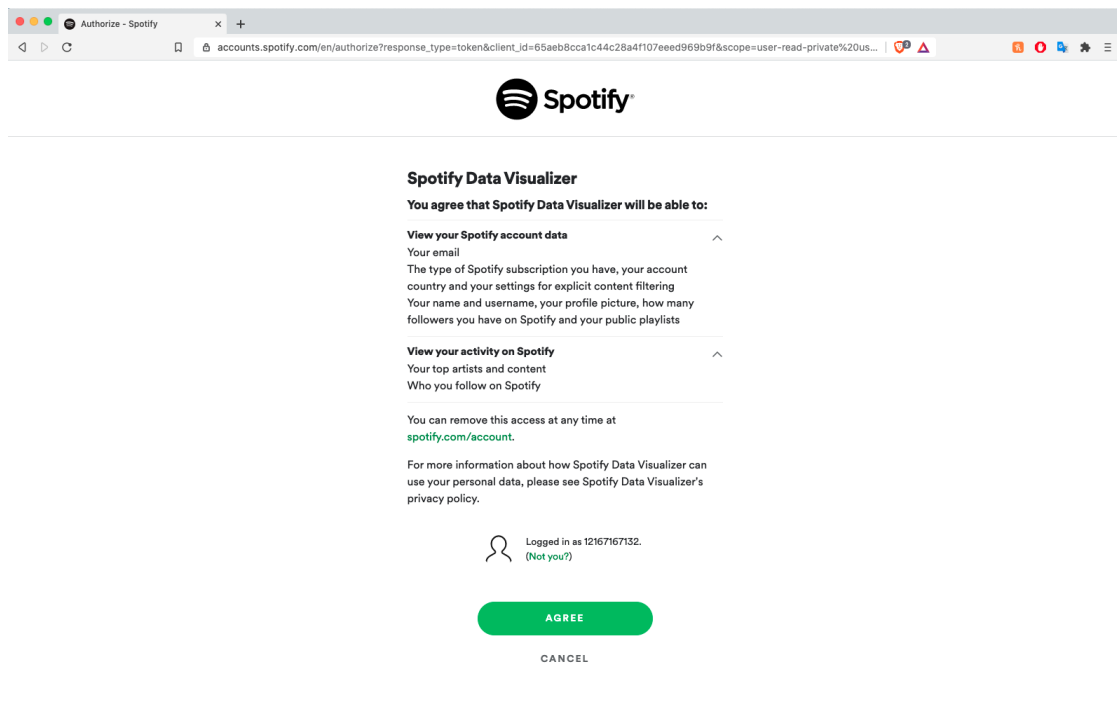 Authorize - Spotify
accounts.spotify.com/en/authorize?response_type=token&client_id=65aeb8cca1c44c28a4f107eeed969b9f&scope=user-read-private%20us...
2
Spotify®
Spotify Data Visualizer
You agree that Spotify Data Visualizer will be able to:
View your Spotify account data
Your email
The type of Spotify subscription you have, your account
country and your settings for explicit content filtering
Your name and username, your profile picture, how many
followers you have on Spotify and your public playlists
View your activity on Spotify
Your top artists and content
Who you follow on Spotify
You can remove this access at any time at
spotify.com/account.
For more information about how Spotify Data Visualizer can
use your personal data, please see Spotify Data Visualizer's
privacy policy.
Logged in as 12167167132.
(Not you?)
AGREE
CANCEL